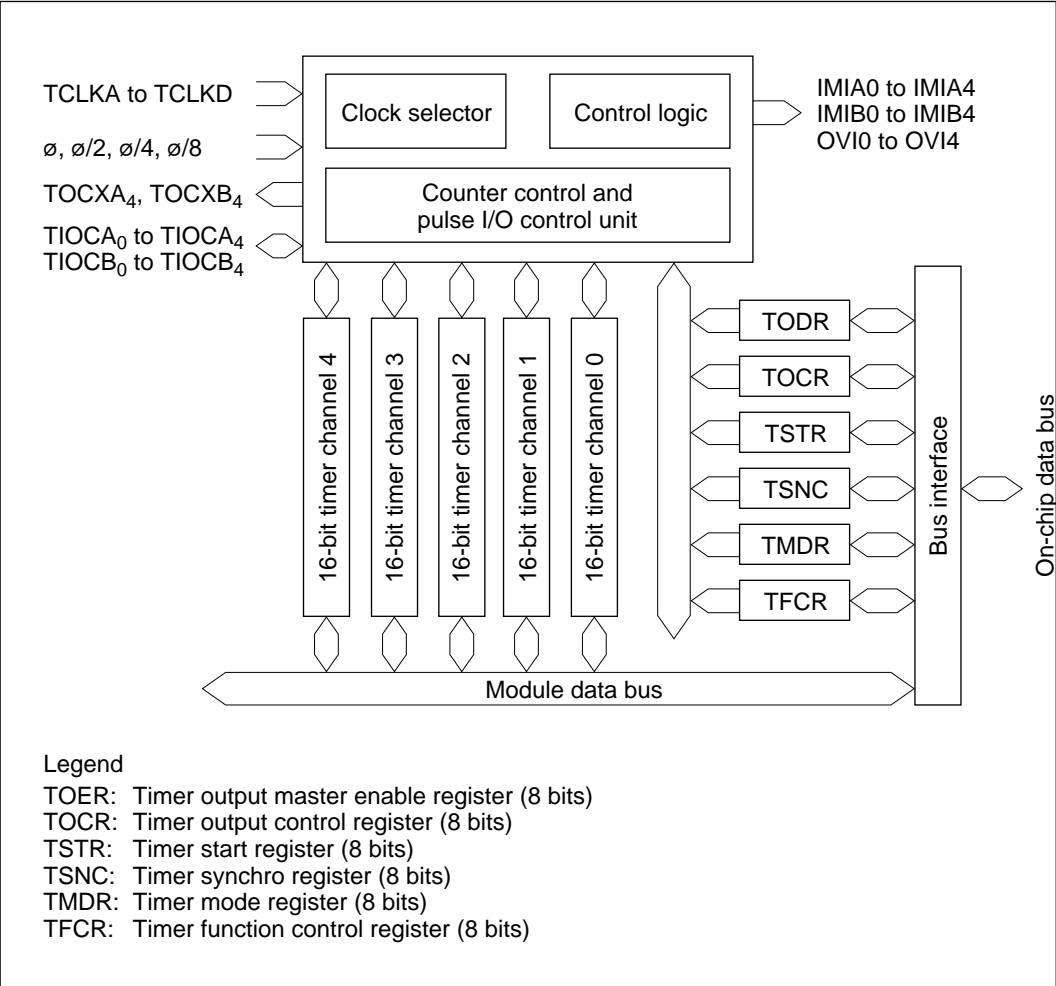 TCLKA to TCLKD
ø, ø/2, ø/4, ø/8
TOCXA4, TOCXB4
TIOCA0 to TIOCA4
TIOCB0 to TIOCB4
Clock selector
Control logic
Counter control and
pulse I/O control unit
IMIA0 to IMIA4
IMIB0 to IMIB4
OVI0 to OVI4
16-bit timer channel 4
16-bit timer channel 3
16-bit timer channel 2
16-bit timer channel 1
16-bit timer channel 0
TODR
TOCR
TSTR
TSNC
TMDR
TFCR
Bus interface
On-chip data bus
Module data bus
Legend
TOER: Timer output master enable register (8 bits)
TOCR: Timer output control register (8 bits)
TSTR: Timer start register (8 bits)
TSNC: Timer synchro register (8 bits)
TMDR: Timer mode register (8 bits)
TFCR: Timer function control register (8 bits)